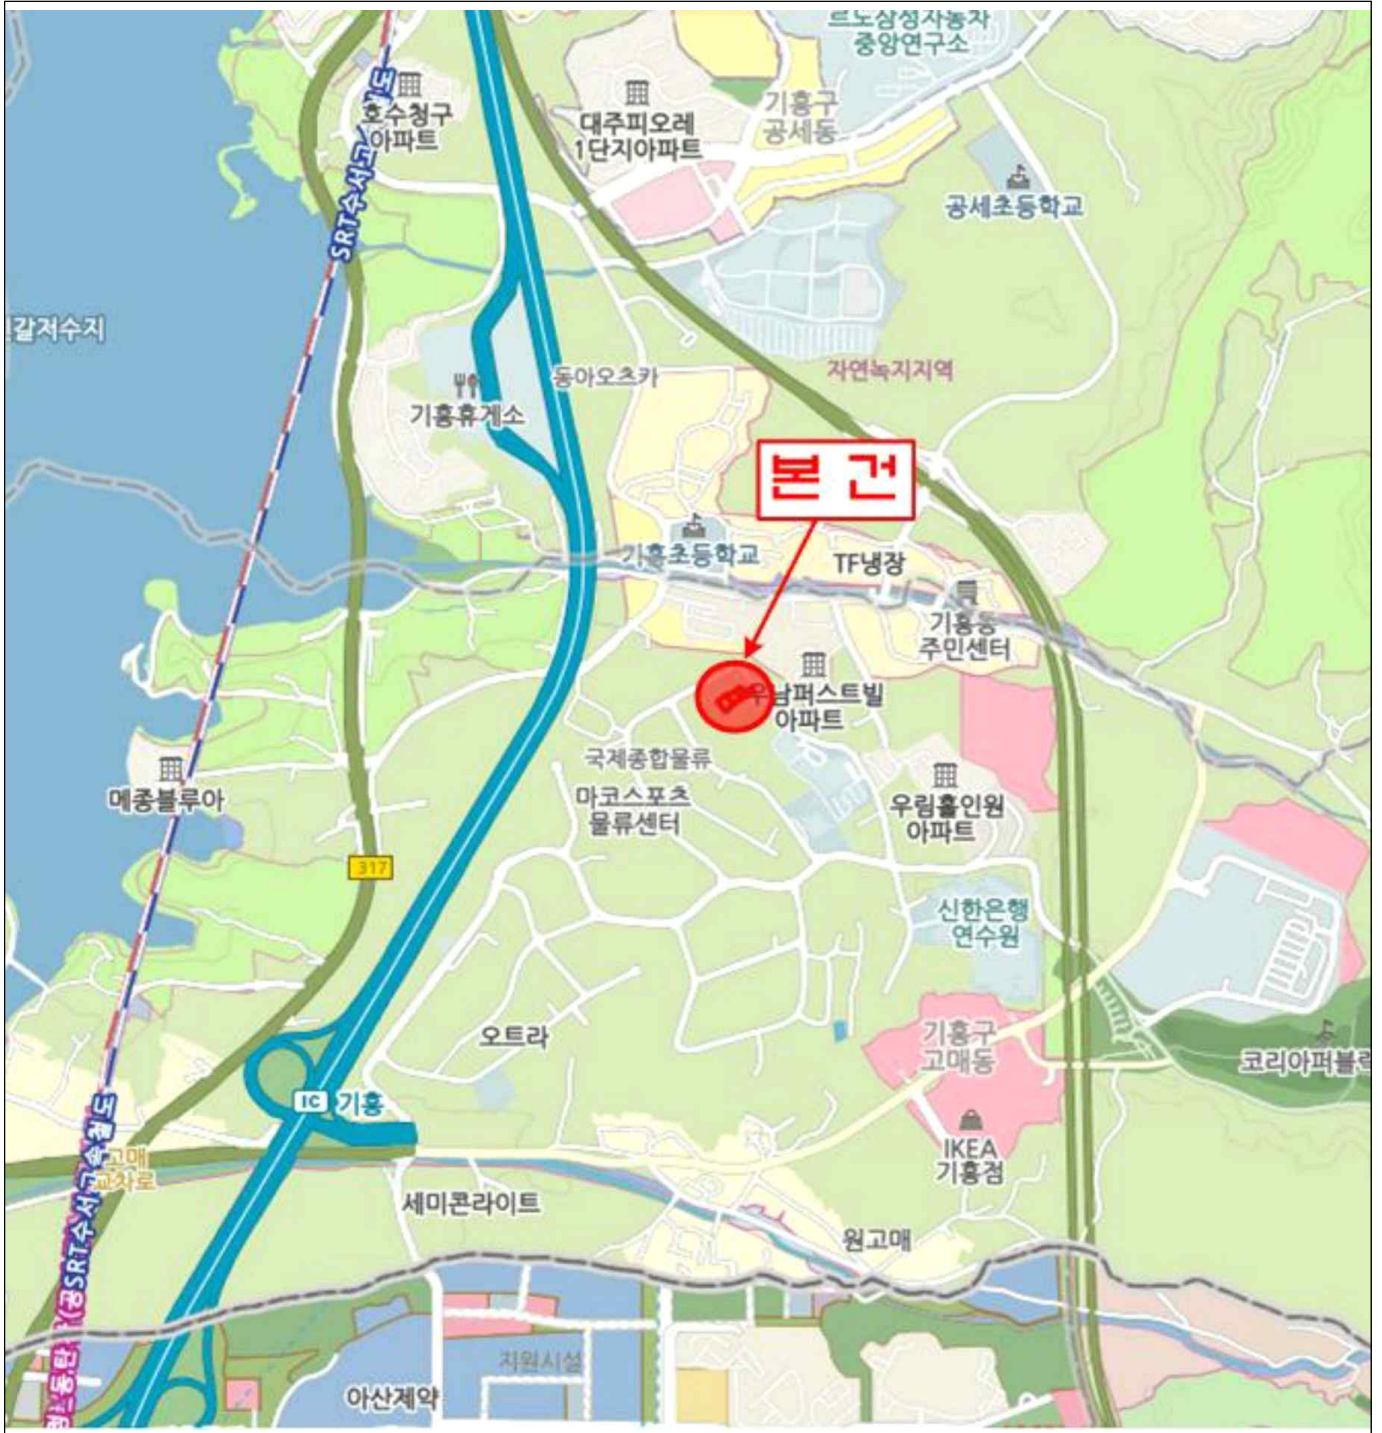 르노삼성자동차
중앙연구소
호수청구
아파트
대주피오레
1단지아파트
기흥구
공세동
공세초등학교
SRT수서고
도
갈저수지
동아오츠카
자연녹지지역
기흥휴게소
본 건
기흥초등학교
TF냉장
기흥동
주민센터
우남퍼스트빌
아파트
국제종합물류
마코스포츠
물류센터
메종블루아
우림홀인원
아파트
317
신한은행
연수원
오트라
기흥구
고매동
코리아퍼블릭
IC 기흥
IKEA
기흥점
고매
교차로
SRT수서고속철도
세미콘라이트
원고매
지원시설
아산제약